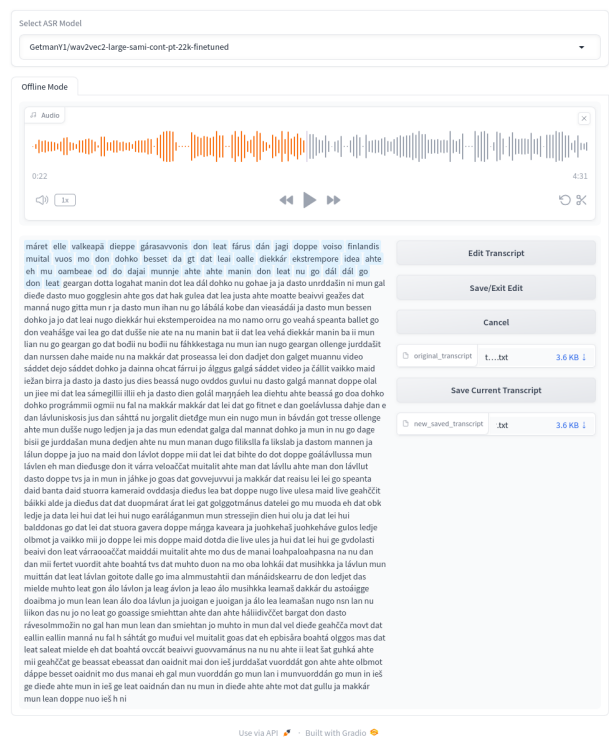 Select ASR Model
GetmanY1/wav2vec2-large-sami-cont-pt-22k-finetuned
Offline Mode
Audio
0:22
4:31
1x
máret elle valkeapä dieppe gárasavvonis don leat fárus dán jagi doppe voiso finlandis
muital vuos mo don dohko besset da gt dat leai oalle diekkár ekstrempore idea ahte
eh mu oambeae od do dajai munnje ahte ahte manin don leat nu go dál dál go
don leat geargan dotta logahat manin dot lea dál dohko nu gohae ja ja dasto unrddašin ni mun gal
dieđe dasto muo gogglesin ahte gos dat hak gulea dat lea justa ahte moatte beaivvi geažes dat
manná nugo gitta mun r ja dasto mun ihan nu go lábálá kobe dan vieasádái ja dasto mun bessen
dohko ja jo dat leai nugo diekkár hui ekstemperoidea na mo namo orru go veahá speanta ballet go
don veahášge vai lea go dat dušše nie ate na nu manin bat ii dat lea vehá diekkár manin ba ii mun
lian nu go geargan go dat bođii nu bođii nu fáhkkestaga nu mun ian nugo geargan ollenge jurddašit
dan nurssen dahe maide nu na makkár dat proseassa lei don dadjet don galget muannu video
sáddet dejo sáddet dohko ja dainna ohcat fárrui jo álggus galgá sáddet video ja čállit vaikko maid
iežan birra ja dasto ja dasto jus dies beassá nugo ovddos guvlui nu dasto galgá mannat doppe olal
un jiee mi dat lea sámegillii illii eh ja dasto dien golál maŋŋáeh lea diehtu ahte beassá go doa dohko
dohko prográmmii ogmii nu fal na makkár makkár dat lei dat go fitnet e dan goelávlussa dahje dan e
dan lávluniskosis jus dan sáhttá nu jorgalit dietdge mun ein nugo mun in bávdán got tresse ollenge
ahte mun dušše nugo ledjen ja ja das mun edendat galga dal mannat dohko ja mun in nu go dage
bisii ge jurddašan muna dedjen ahte nu mun manan dugo filikslla fa likslab ja dastom mannen ja
lálun doppe ja juo na maid don lávlot doppe mii dat lei dat bihte do dot doppe goálávllussa mun
lávlen eh man dieđusge don it várra veloaččat muitalit ahte man dat lávllu ahte man don lávllut
dasto doppe tvs ja in mun in jáhke jo goas dat govvejuvvui ja makkár dat reaisu lei lei go speanta
daid banta daid stuorra kameraid ovddasja dieđus lea bat doppe nugo live ulesa maid live geahččit
báikki alde ja dieđus dat dat duopmárat árat lei gat golggotmánus datelei go mu muoda eh dat obk
ledje ja data lei hui dat lei hui nugo earálágánmun mun stressejin dien hui olu ja dat lei hui
balddonas go dat lei dat stuora gavera doppe máŋga kaveara ja juohkehaš juohkeháve gulos ledje
olbmot ja vaikko mii jo doppe lei mis doppe maid dotda die live ules ja hui dat lei hui ge gvdolasti
beaivi don leat várraooaččat maiddái muitalit ahte mo dus de manai loahpaloahpasna na nu dan
dan mii fertet vuordit ahte boahtá tvs dat muhto duon na mo oba lohkái dat musihkka ja lávlun mun
muittán dat leat lávlan goitote dalle go ima almmustahtii dan mánáidskearru de don ledjet das
mielde muhto leat gon álo lávlon ja leag ávlon ja leao álo musihkka leamaš dakkár du astoáigge
doaibma jo mun lean lean álo doa lávlun ja juoigan e juoigan ja álo lea leamašan nugo nsn lan nu
liikon das nu jo no leat go goassige smiehttan ahte dan ahte háliidivččet bargat don dasto
rávesolmmožin no gal han mun lean dan smiehtan jo muhto in mun dal vel dieđe geahčča movt dat
eallin eallin manná nu fal h sáhtát go muđui vel muitalit goas dat eh epbisára boahtá olggos mas dat
leat saleat mielde eh dat boahtá ovccát beaivvi guovvamánus na nu nu ahte ii leat šat guhká ahte
mii geahččat ge beassat ebeassat dan oaidnit mai don ieš jurddašat vuorddát gon ahte ahte olbmot
dáppe besset oaidnit mo dus manai eh gal mun vuorddán go mun lan i munvuorddán go mun in ieš
ge dieđe ahte mun in ieš ge leat oaidnán dan nu mun in dieđe ahte ahte mot dat gullu ja makkár
mun lean doppe nuo ieš h ni
Edit Transcript
Save/Exit Edit
Cancel
original_transcript t....txt 3.6 KB ↓
Save Current Transcript
new_saved_transcript .txt 3.6 KB ↓
Use via API · Built with Gradio